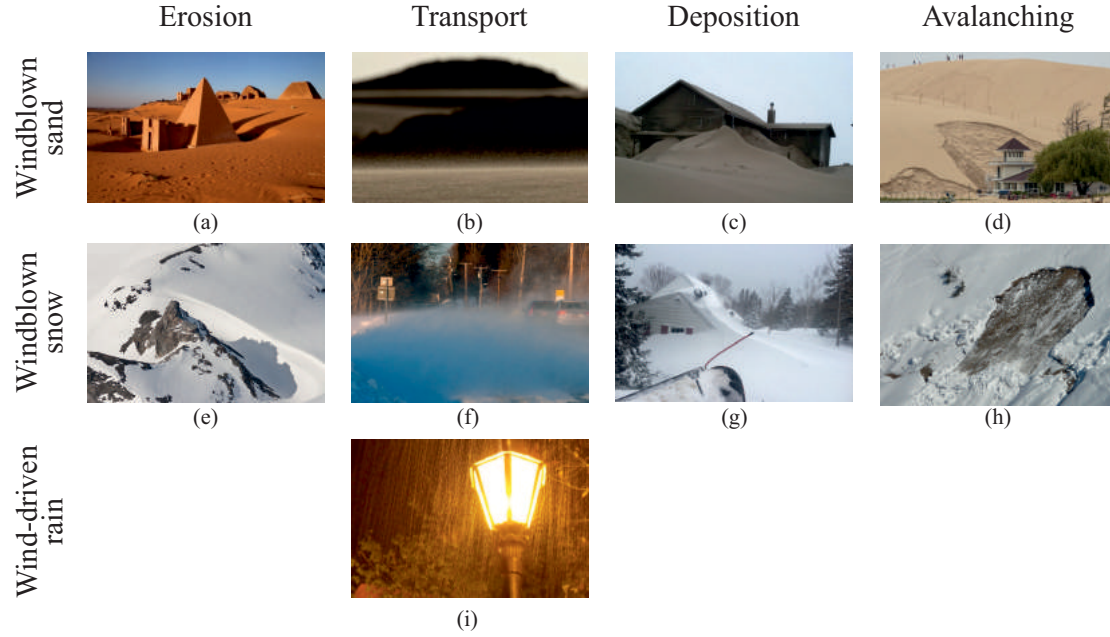 Erosion
Transport
Deposition
Avalanching
Windblown
sand
(a)
(b)
(c)
(d)
Windblown
snow
(e)
(f)
(g)
(h)
Wind-driven
rain
(i)